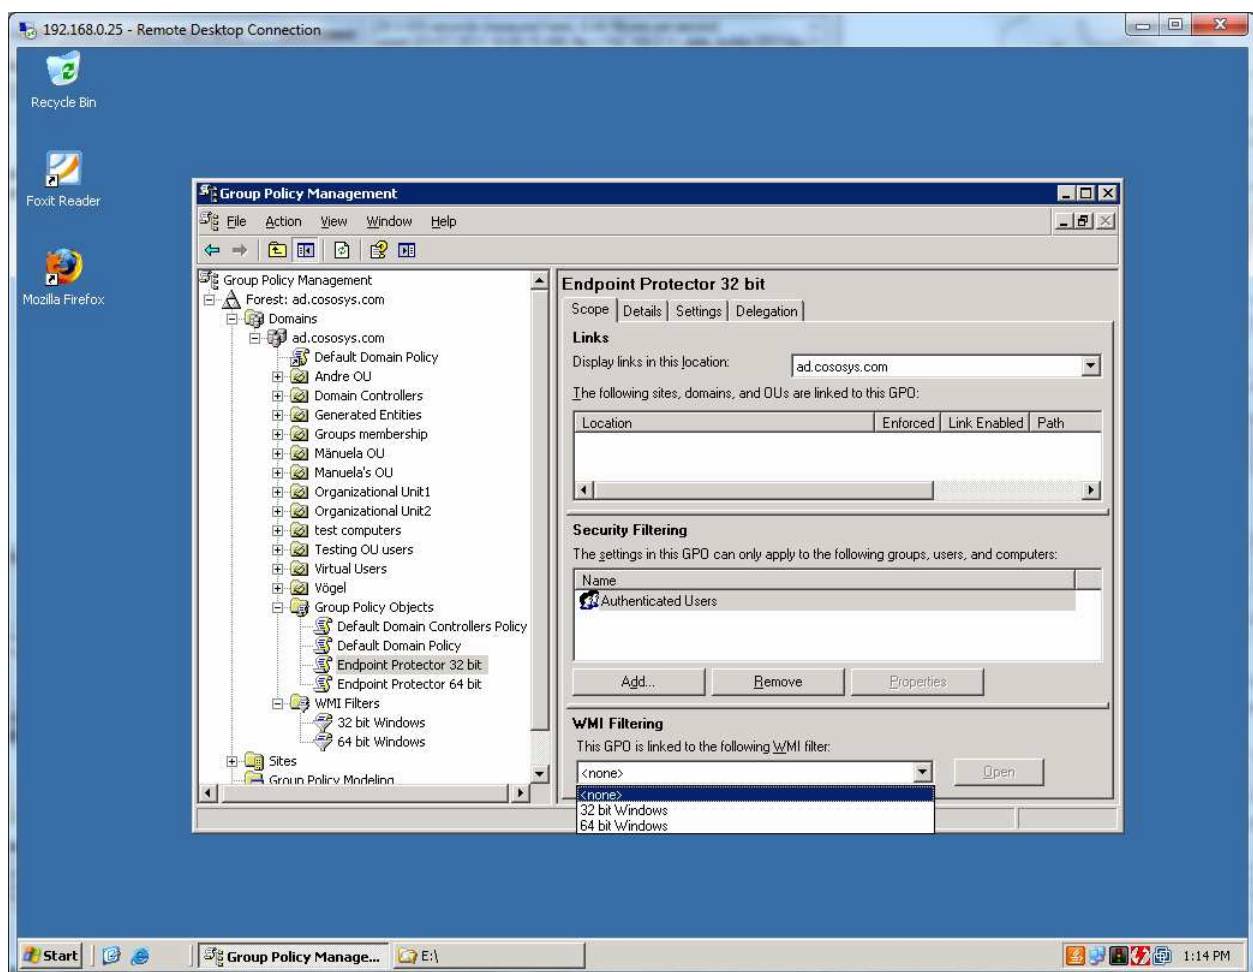 192.168.0.25 - Remote Desktop Connection
Recycle Bin
Foxit Reader
Mozilla Firefox
Group Policy Management
File Action View Window Help
Group Policy Management
Forest: ad.cososys.com
Domains
ad.cososys.com
Default Domain Policy
Andre OU
Domain Controllers
Generated Entities
Groups membership
Mänuela OU
Manuela's OU
Organizational Unit1
Organizational Unit2
test computers
Testing OU users
Virtual Users
Vögel
Group Policy Objects
Default Domain Controllers Policy
Default Domain Policy
Endpoint Protector 32 bit
Endpoint Protector 64 bit
WMI Filters
32 bit Windows
64 bit Windows
Sites
Group Policy Modeling
Endpoint Protector 32 bit
Scope Details Settings Delegation
Links
Display links in this location: ad.cososys.com
The following sites, domains, and OUs are linked to this GPO:
Location Enforced Link Enabled Path
Security Filtering
The settings in this GPO can only apply to the following groups, users, and computers:
Name
Authenticated Users
Add... Remove Properties
WMI Filtering
This GPO is linked to the following WMI filter:
<none> Open
<none>
32 bit Windows
64 bit Windows
Start Group Policy Manage... E:\ 1:14 PM